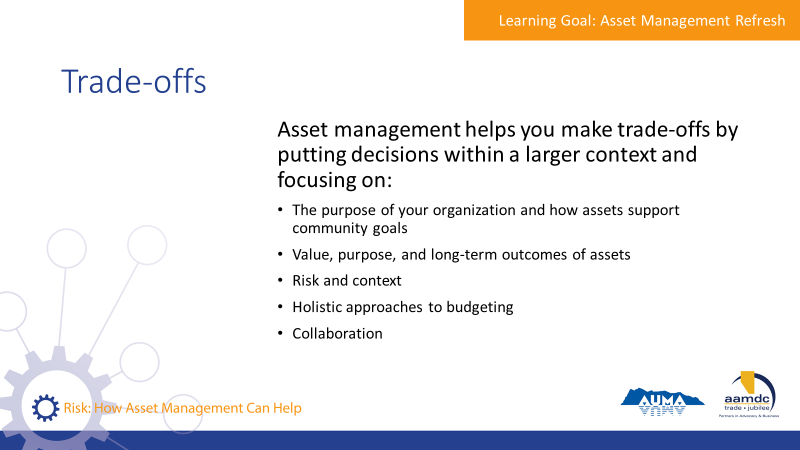 Learning Goal: Asset Management Refresh
Trade-offs
Asset management helps you make trade-offs by
putting decisions within a larger context and
focusing on:
• The purpose of your organization and how assets support
community goals
• Value, purpose, and long-term outcomes of assets
• Risk and context
• Holistic approaches to budgeting
• Collaboration
Risk: How Asset Management Can Help
AUMA
aamdc
trade • jubilee
Partners in Advocacy & Business